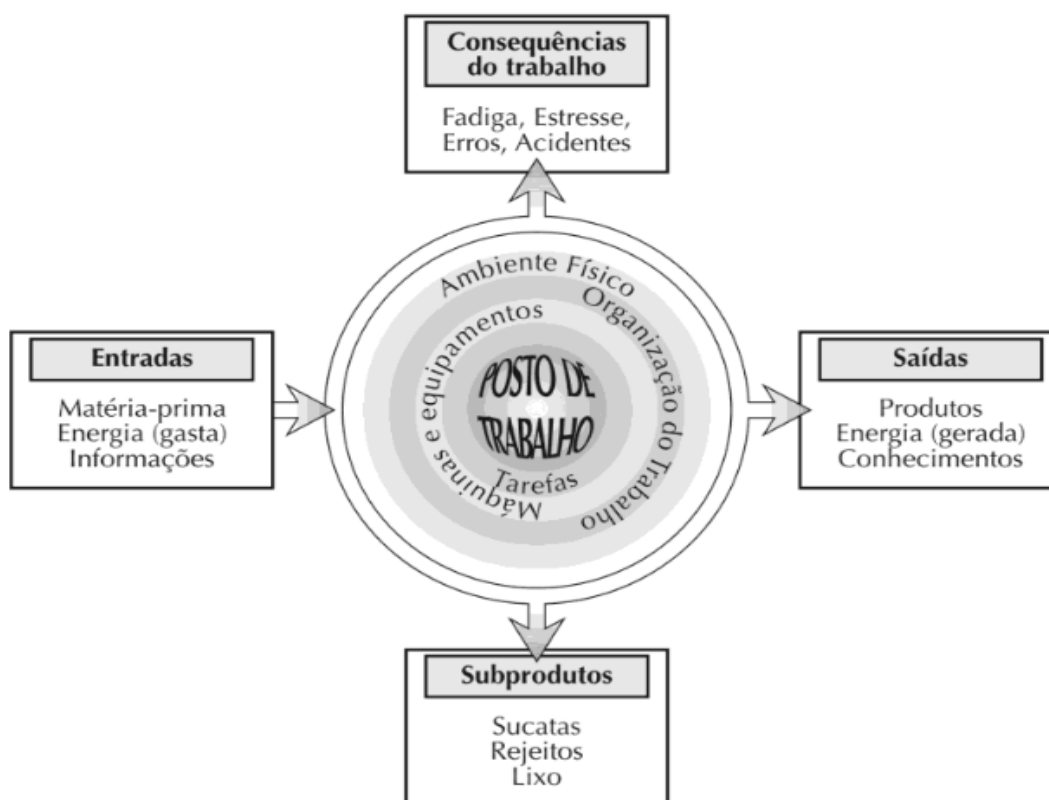 Consequências
do trabalho
Fadiga, Estresse,
Erros, Acidentes
Entradas
Matéria-prima
Energia (gasta)
Informações
Ambiente Físico
Organização do Trabalho
Máquinas e equipamentos
POSTO DE
TRABALHO
Tarefas
Saídas
Produtos
Energia (gerada)
Conhecimentos
Subprodutos
Sucatas
Rejeitos
Lixo